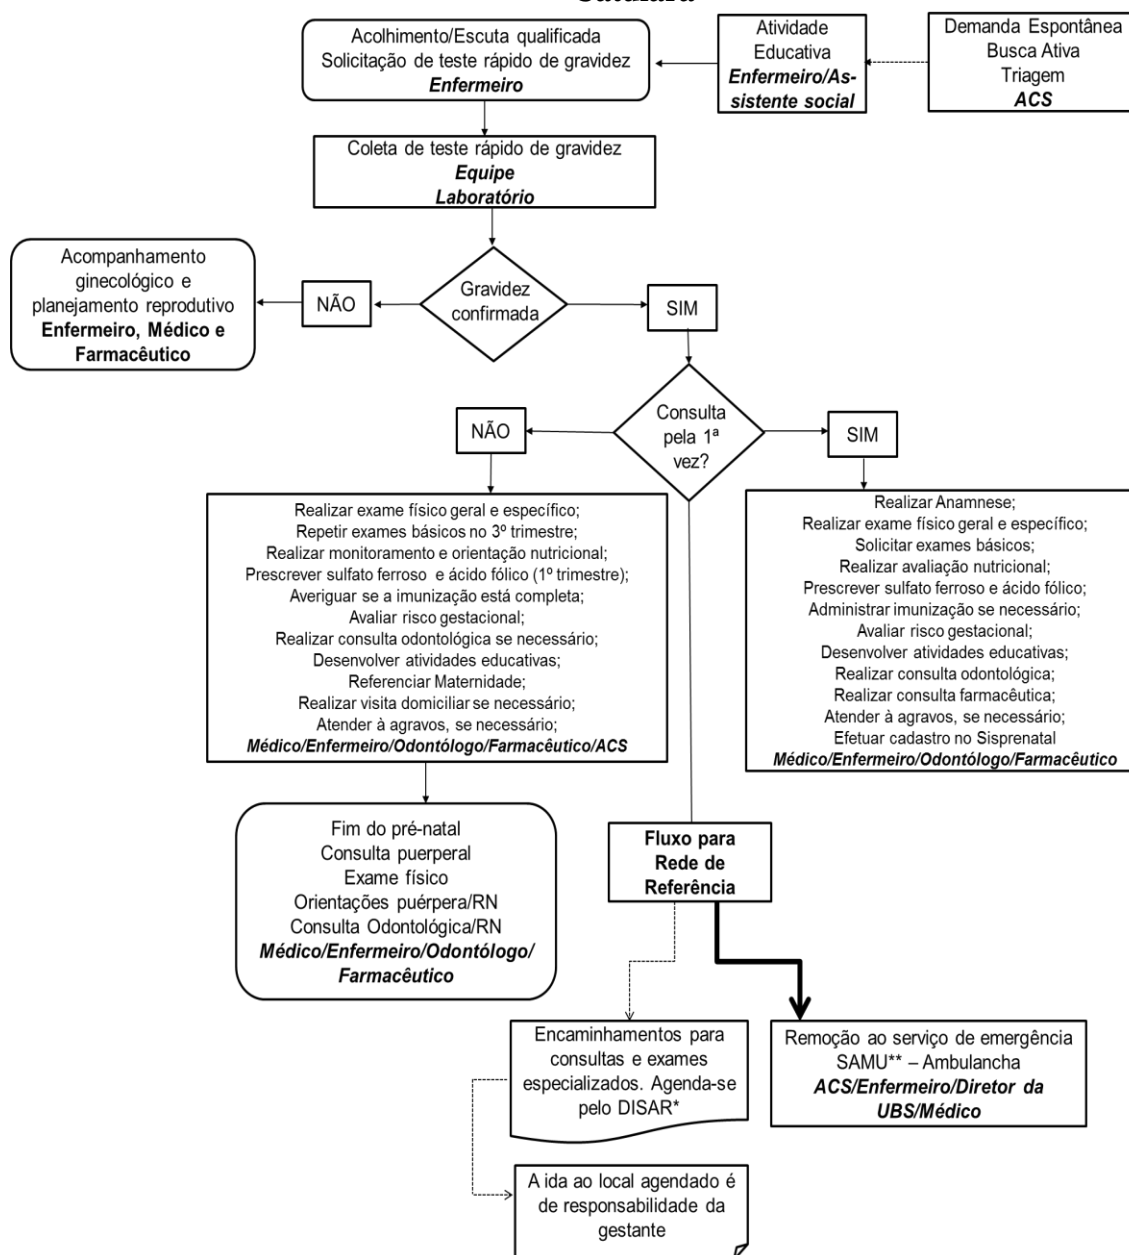 Acolhimento/Escuta qualificada
Solicitação de teste rápido de gravidez
Enfermeiro
Atividade
Educativa
Enfermeiro/As-
sistente social
Demanda Espontânea
Busca Ativa
Triagem
ACS
Coleta de teste rápido de gravidez
Equipe
Laboratório
Acompanhamento
ginecológico e
planejamento reprodutivo
Enfermeiro, Médico e
Farmacêutico
NÃO
Gravidez
confirmada
SIM
NÃO
Consulta
pela 1ª
vez?
SIM
Realizar exame físico geral e específico;
Repetir exames básicos no 3º trimestre;
Realizar monitoramento e orientação nutricional;
Prescrever sulfato ferroso e ácido fólico (1º trimestre);
Averiguar se a imunização está completa;
Avaliar risco gestacional;
Realizar consulta odontológica se necessário;
Desenvolver atividades educativas;
Referenciar Maternidade;
Realizar visita domiciliar se necessário;
Atender à agravos, se necessário;
Médico/Enfermeiro/Odontólogo/Farmacêutico/ACS
Realizar Anamnese;
Realizar exame físico geral e específico;
Solicitar exames básicos;
Realizar avaliação nutricional;
Prescrever sulfato ferroso e ácido fólico;
Administrar imunização se necessário;
Avaliar risco gestacional;
Desenvolver atividades educativas;
Realizar consulta odontológica;
Realizar consulta farmacêutica;
Atender à agravos, se necessário;
Efetuar cadastro no Sisprenatal
Médico/Enfermeiro/Odontólogo/Farmacêutico
Fim do pré-natal
Consulta puerperal
Exame físico
Orientações puérpera/RN
Consulta Odontológica/RN
Médico/Enfermeiro/Odontólogo/
Farmacêutico
Fluxo para
Rede de
Referência
Encaminhamentos para
consultas e exames
especializados. Agenda-se
pelo DISAR*
Remoção ao serviço de emergência
SAMU** – Ambulancha
ACS/Enfermeiro/Diretor da
UBS/Médico
A ida ao local agendado é
de responsabilidade da
gestante